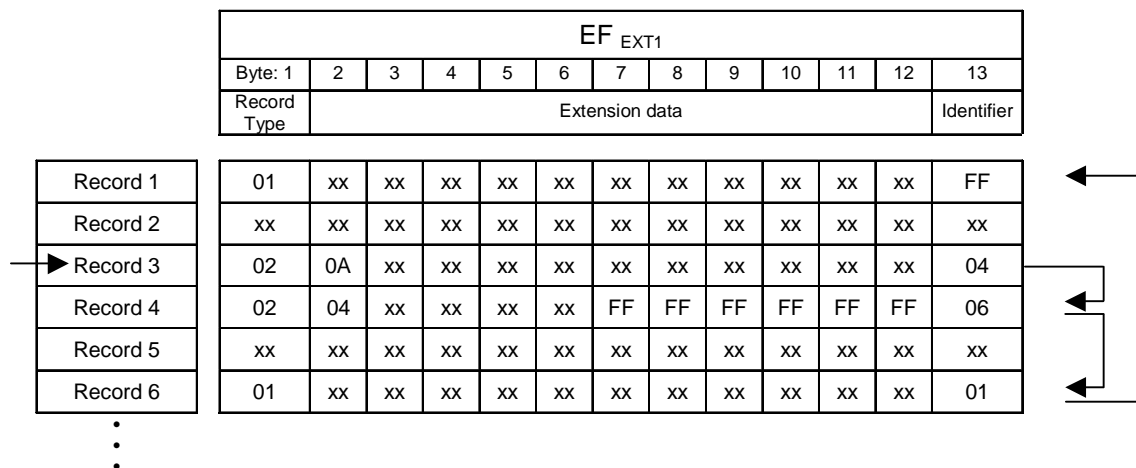 EF EXT1
Byte: 1 2 3 4 5 6 7 8 9 10 11 12 13
Record Type Extension data Identifier
Record 1 01 xx xx xx xx xx xx xx xx xx xx xx FF
Record 2 xx xx xx xx xx xx xx xx xx xx xx xx xx
Record 3 02 0A xx xx xx xx xx xx xx xx xx xx 04
Record 4 02 04 xx xx xx xx FF FF FF FF FF FF 06
Record 5 xx xx xx xx xx xx xx xx xx xx xx xx xx
Record 6 01 xx xx xx xx xx xx xx xx xx xx xx 01